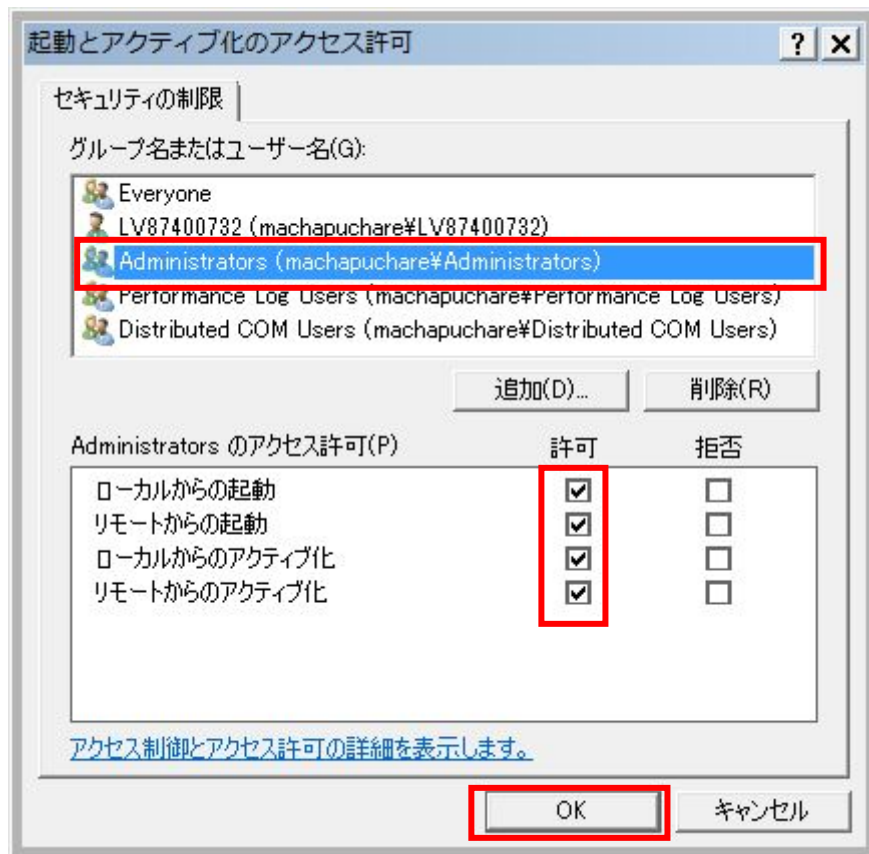 起動とアクティブ化のアクセス許可
セキュリティの制限
グループ名またはユーザー名(G):
Everyone
LV87400732 (machapuchare¥LV87400732)
Administrators (machapuchare¥Administrators)
Performance Log Users (machapuchare¥Performance Log Users)
Distributed COM Users (machapuchare¥Distributed COM Users)
追加(D)... 削除(R)
Administrators のアクセス許可(P) 許可 拒否
ローカルからの起動
リモートからの起動
ローカルからのアクティブ化
リモートからのアクティブ化
アクセス制御とアクセス許可の詳細を表示します。
OK キャンセル